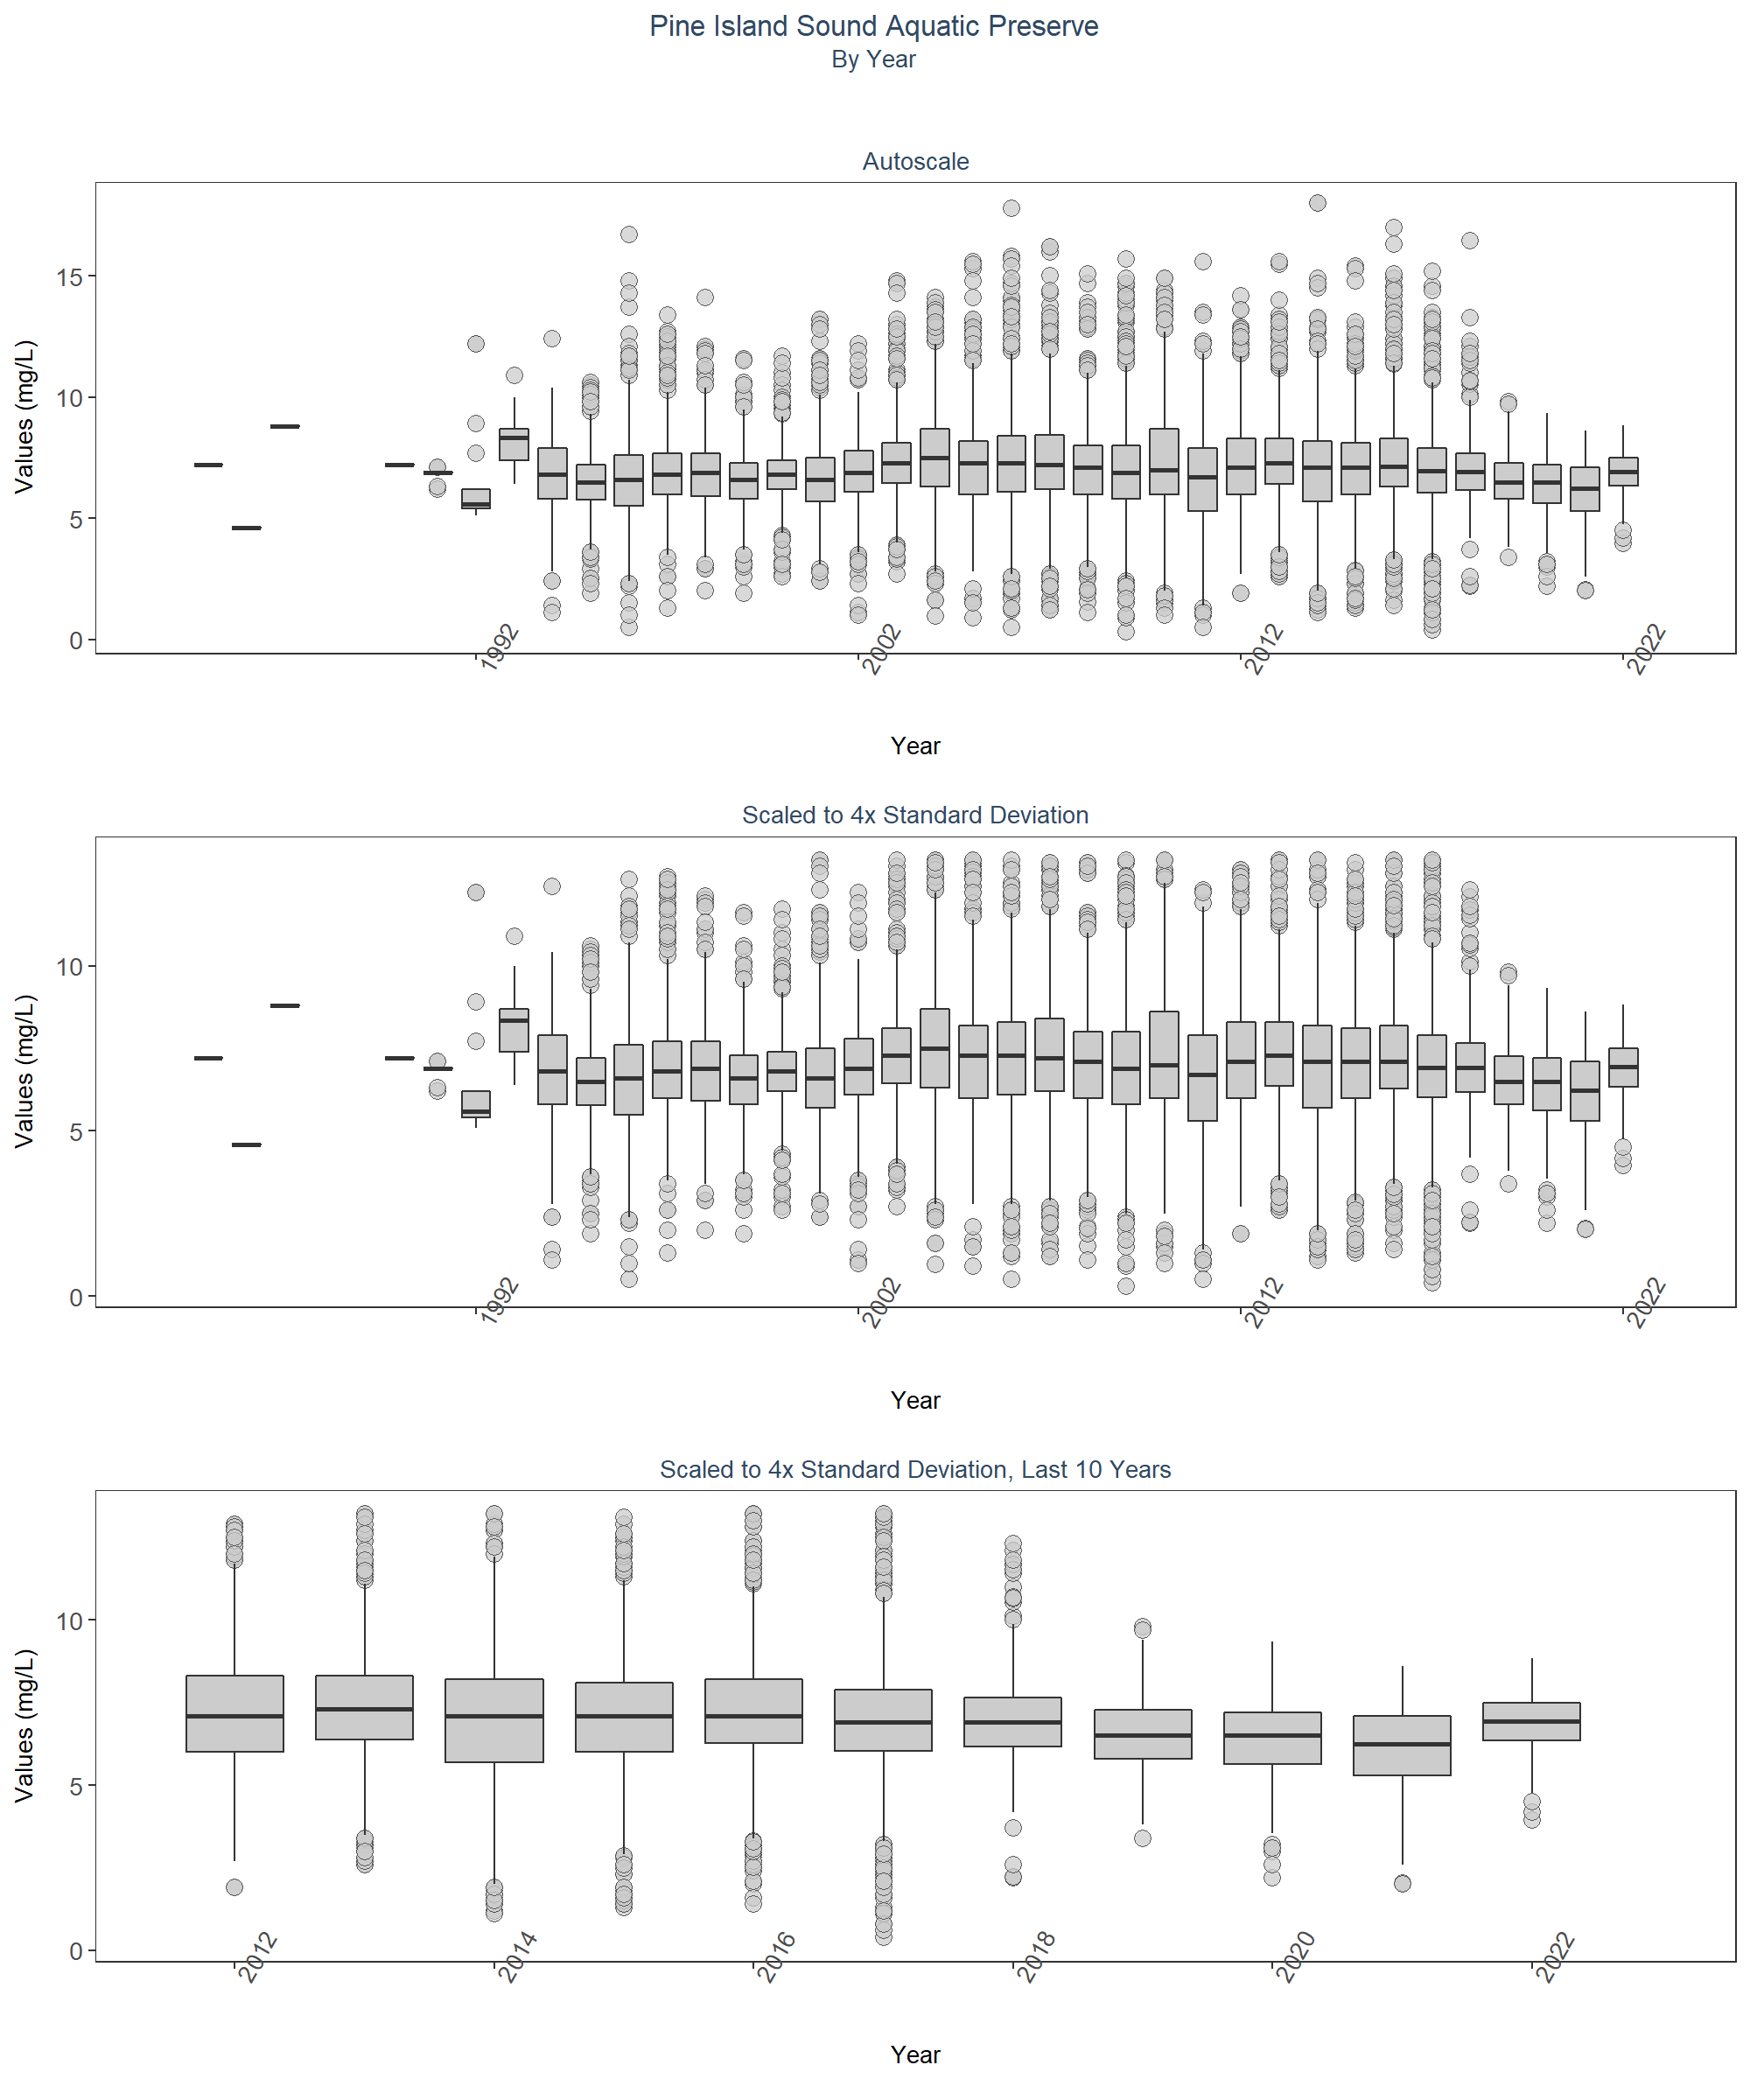 Pine Island Sound Aquatic Preserve
By Year
Autoscale
Values (mg/L)
15
10
5
0
1992
2002
2012
2022
Year
Scaled to 4x Standard Deviation
Values (mg/L)
10
5
0
1992
2002
2012
2022
Year
Scaled to 4x Standard Deviation, Last 10 Years
Values (mg/L)
10
5
0
2012
2014
2016
2018
2020
2022
Year